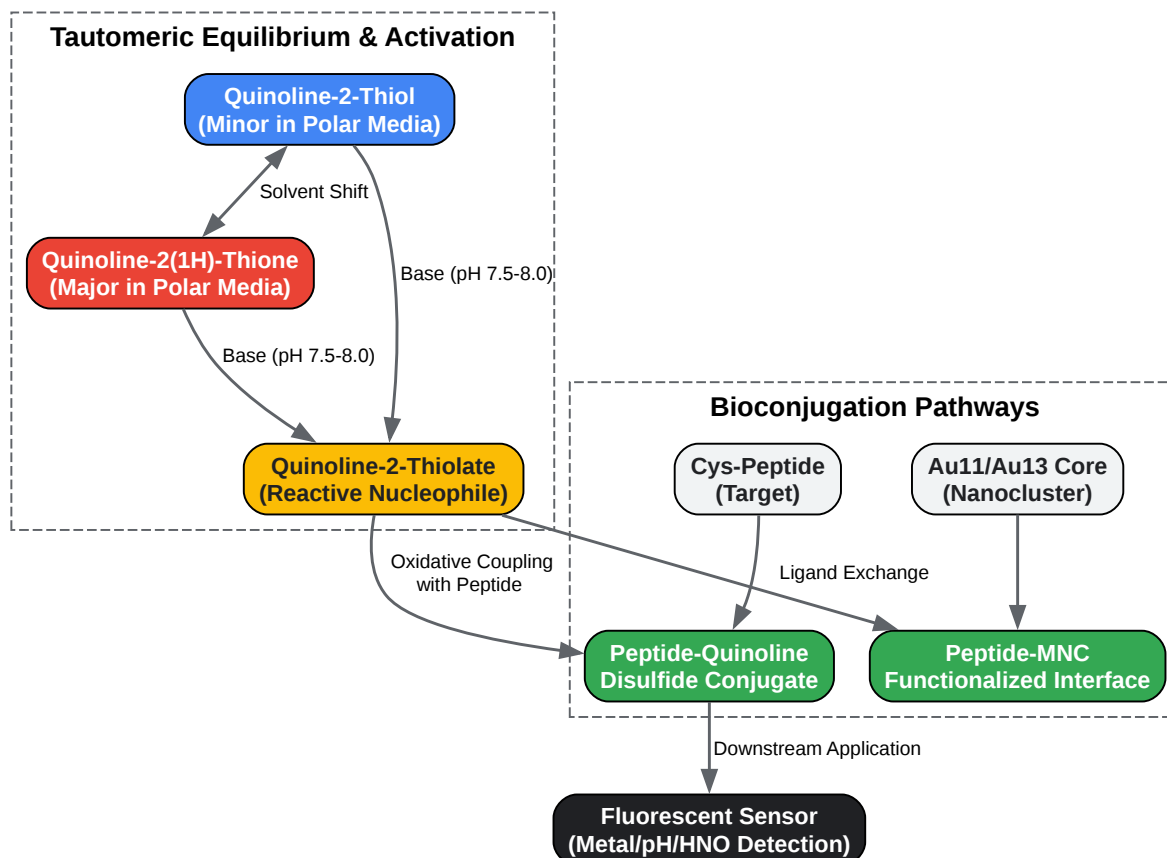 Tautomeric Equilibrium & Activation
Quinoline-2-Thiol
(Minor in Polar Media)
Solvent Shift
Quinoline-2(1H)-Thione
(Major in Polar Media)
Base (pH 7.5-8.0)
Base (pH 7.5-8.0)
Quinoline-2-Thiolate
(Reactive Nucleophile)
Bioconjugation Pathways
Cys-Peptide
(Target)
Au11/Au13 Core
(Nanocluster)
Oxidative Coupling
with Peptide
Ligand Exchange
Peptide-Quinoline
Disulfide Conjugate
Peptide-MNC
Functionalized Interface
Downstream Application
Fluorescent Sensor
(Metal/pH/HNO Detection)